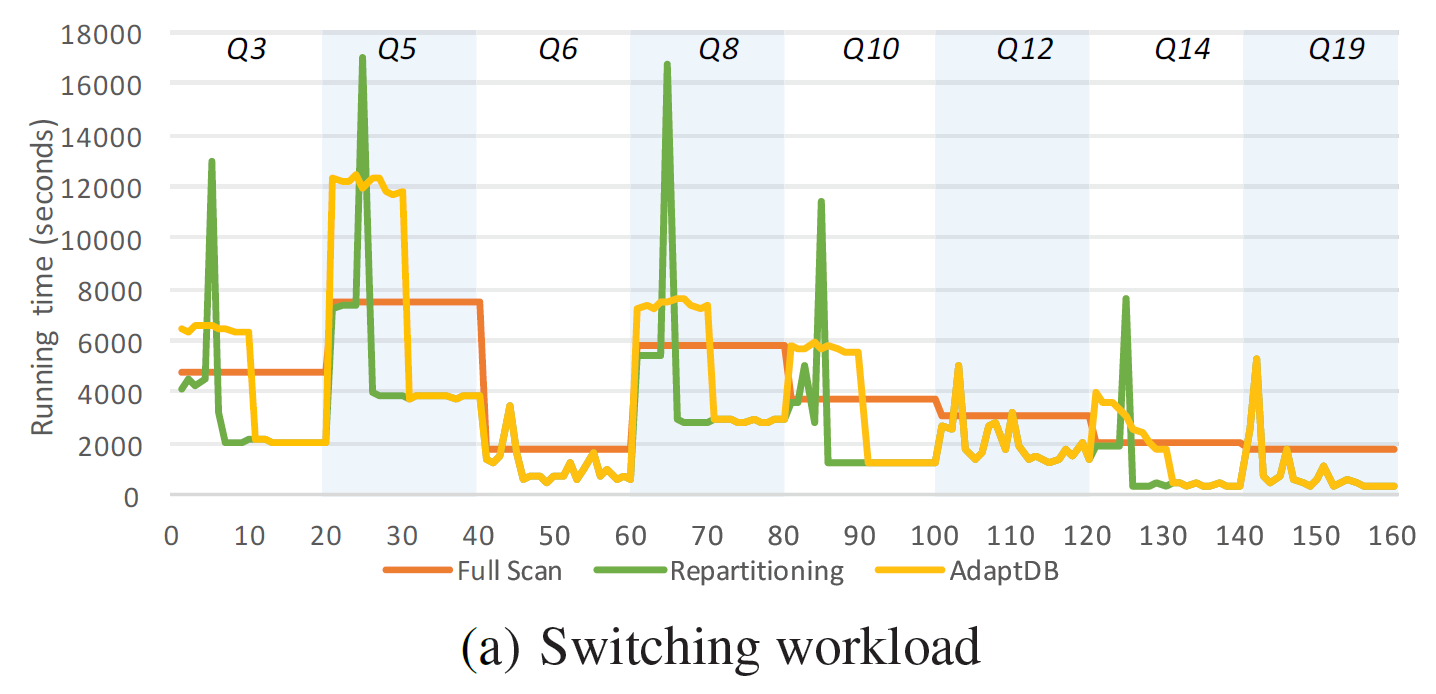 18000
16000
14000
12000
10000
8000
6000
4000
2000
0
Running time (seconds)
Q3 Q5 Q6 Q8 Q10 Q12 Q14 Q19
0 10 20 30 40 50 60 70 80 90 100 110 120 130 140 150 160
Full Scan Repartitioning AdaptDB
(a) Switching workload